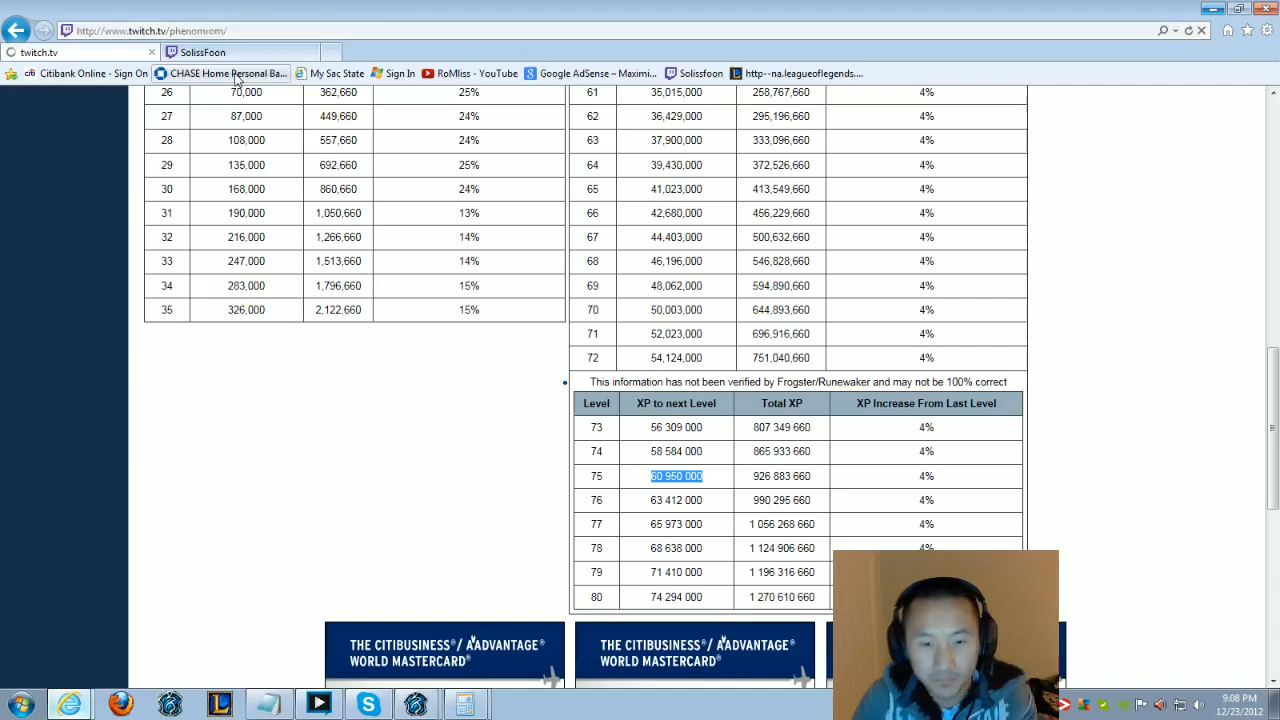 http://www.twitch.tv/phenomrom/
twitch.tv
SolissFoon
Citibank Online - Sign On
CHASE Home Personal Ba...
My Sac State
Sign In
RoMliss - YouTube
Google AdSense – Maximi...
Solissfoon
http--na.leagueoflegends....
26 70,000 362,660 25%
27 87,000 449,660 24%
28 108,000 557,660 24%
29 135,000 692,660 25%
30 168,000 860,660 24%
31 190,000 1,050,660 13%
32 216,000 1,266,660 14%
33 247,000 1,513,660 14%
34 283,000 1,796,660 15%
35 326,000 2,122,660 15%
61 35,015,000 258,767,660 4%
62 36,429,000 295,196,660 4%
63 37,900,000 333,096,660 4%
64 39,430,000 372,526,660 4%
65 41,023,000 413,549,660 4%
66 42,680,000 456,229,660 4%
67 44,403,000 500,632,660 4%
68 46,196,000 546,828,660 4%
69 48,062,000 594,890,660 4%
70 50,003,000 644,893,660 4%
71 52,023,000 696,916,660 4%
72 54,124,000 751,040,660 4%
This information has not been verified by Frogster/Runewaker and may not be 100% correct
Level XP to next Level Total XP XP Increase From Last Level
73 56 309 000 807 349 660 4%
74 58 584 000 865 933 660 4%
75 60 950 000 926 883 660 4%
76 63 412 000 990 295 660 4%
77 65 973 000 1 056 268 660 4%
78 68 638 000 1 124 906 660 4%
79 71 410 000 1 196 316 660
80 74 294 000 1 270 610 660
THE CITIBUSINESS®/ AADVANTAGE®
WORLD MASTERCARD®
THE CITIBUSINESS®/ AADVANTAGE®
WORLD MASTERCARD®
9:08 PM
12/23/2012